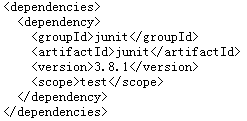 <dependencies>
<dependency>
<groupId>junit</groupId>
<artifactId>junit</artifactId>
<version>3.8.1</version>
<scope>test</scope>
</dependency>
</dependencies>